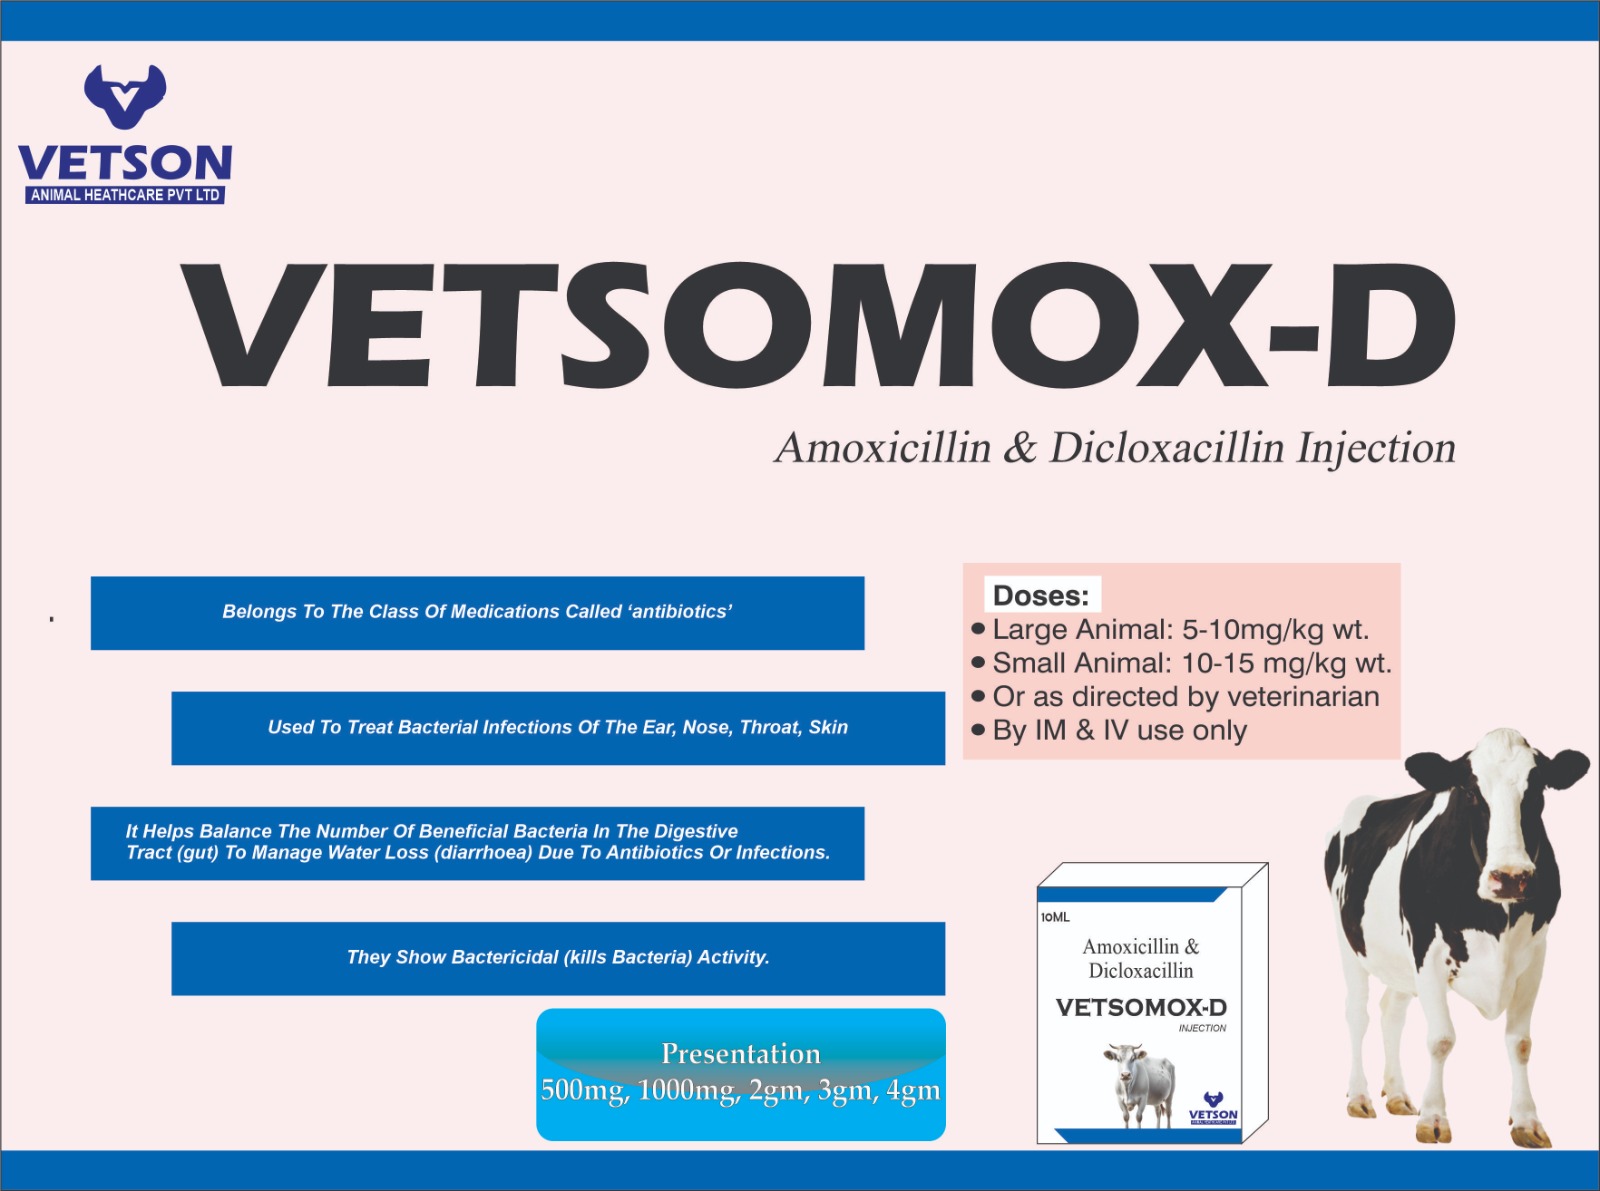 VETSON
ANIMAL HEATHCARE PVT LTD
VETSOMOX-D
Amoxicillin & Dicloxacillin Injection
Belongs To The Class Of Medications Called ‘antibiotics’
Used To Treat Bacterial Infections Of The Ear, Nose, Throat, Skin
It Helps Balance The Number Of Beneficial Bacteria In The Digestive
Tract (gut) To Manage Water Loss (diarrhoea) Due To Antibiotics Or Infections.
They Show Bactericidal (kills Bacteria) Activity.
Presentation
500mg, 1000mg, 2gm, 3gm, 4gm
Doses:
• Large Animal: 5-10mg/kg wt.
• Small Animal: 10-15 mg/kg wt.
• Or as directed by veterinarian
• By IM & IV use only
10ML
Amoxicillin &
Dicloxacillin
VETSOMOX-D
INJECTION
VETSON